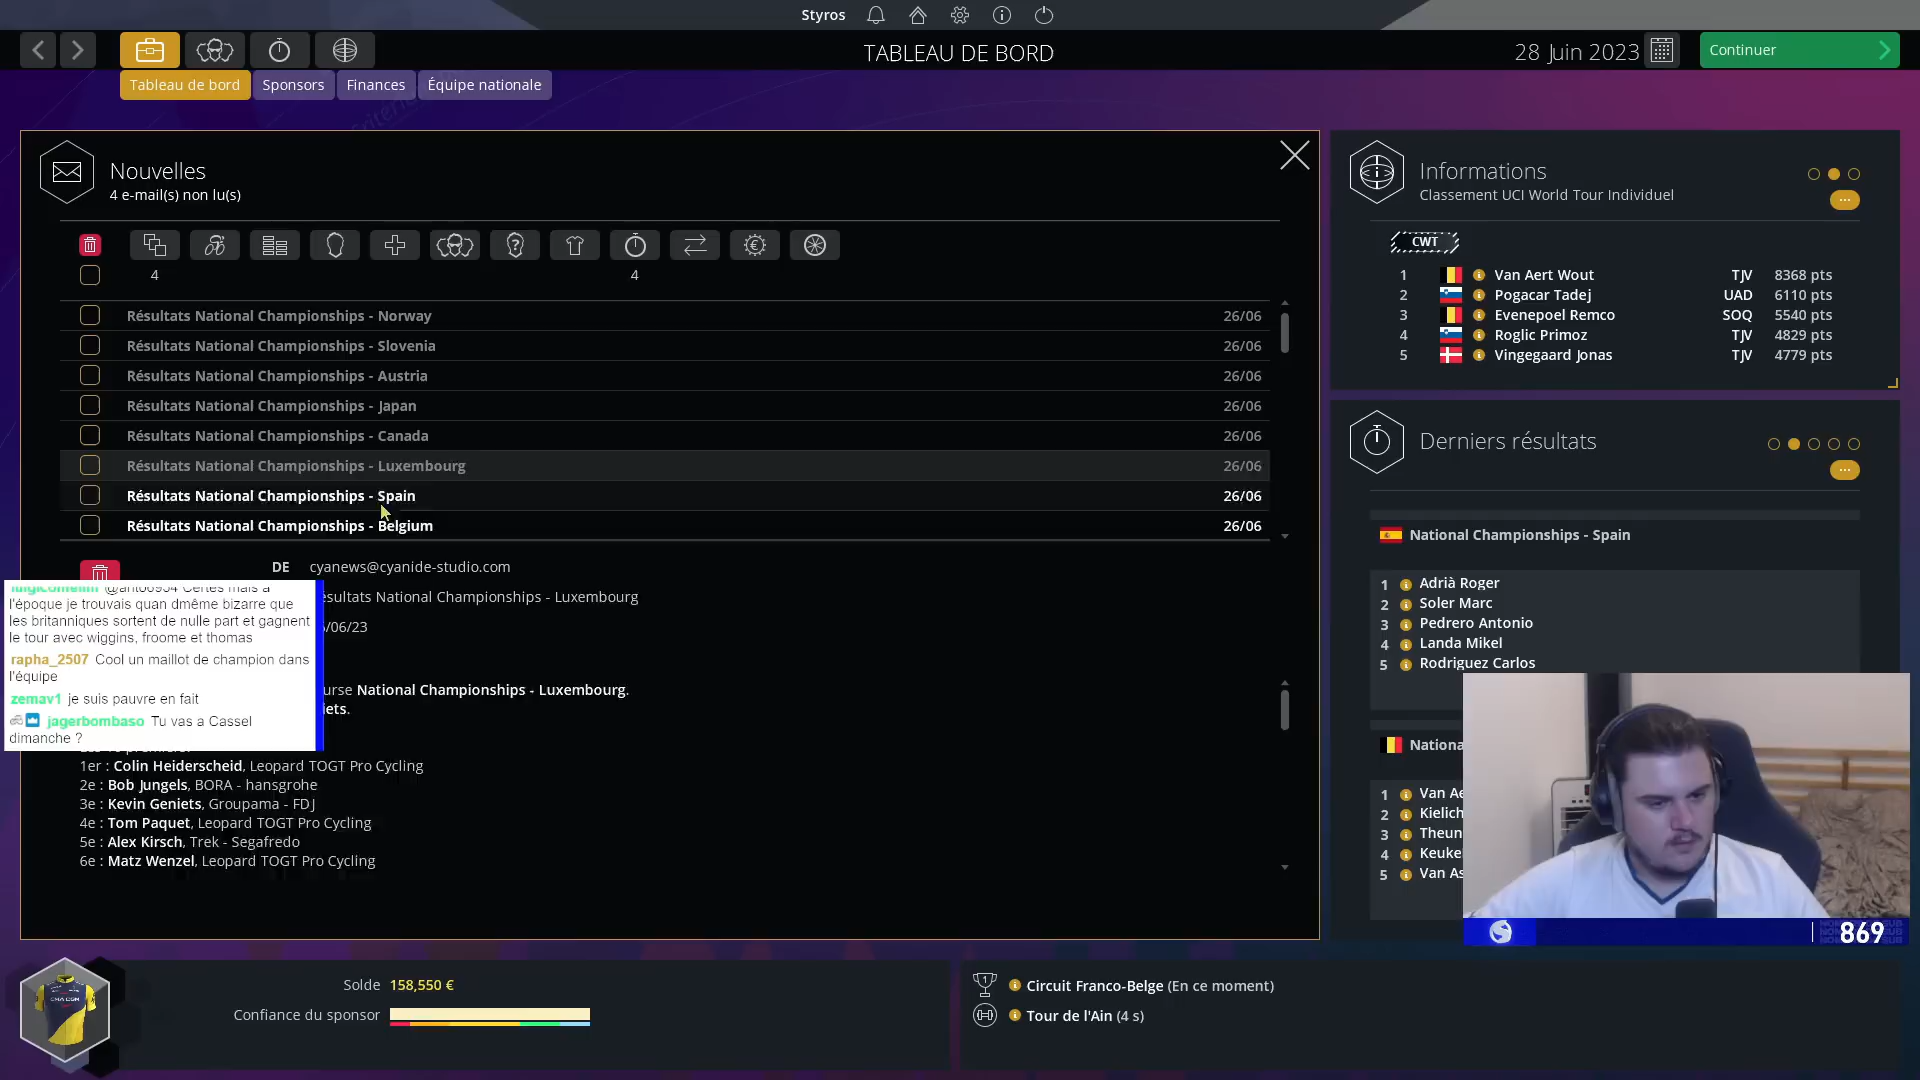 Styros
TABLEAU DE BORD
28 Juin 2023
Continuer
Tableau de bord
Sponsors
Finances
Équipe nationale
Nouvelles
4 e-mail(s) non lu(s)
4
4
Résultats National Championships - Norway 26/06
Résultats National Championships - Slovenia 26/06
Résultats National Championships - Austria 26/06
Résultats National Championships - Japan 26/06
Résultats National Championships - Canada 26/06
Résultats National Championships - Luxembourg 26/06
Résultats National Championships - Spain 26/06
Résultats National Championships - Belgium 26/06
DE cyanews@cyanide-studio.com
ésultats National Championships - Luxembourg
/06/23
urse National Championships - Luxembourg.
iets.
1er : Colin Heiderscheid, Leopard TOGT Pro Cycling
2e : Bob Jungels, BORA - hansgrohe
3e : Kevin Geniets, Groupama - FDJ
4e : Tom Paquet, Leopard TOGT Pro Cycling
5e : Alex Kirsch, Trek - Segafredo
6e : Matz Wenzel, Leopard TOGT Pro Cycling
@anto6954 Certes mais à
l'époque je trouvais quan dmême bizarre que
les britanniques sortent de nulle part et gagnent
le tour avec wiggins, froome et thomas
rapha_2507 Cool un maillot de champion dans
l'équipe
zemav1 je suis pauvre en fait
jagerbombaso Tu vas a Cassel
dimanche ?
Informations
Classement UCI World Tour Individuel
...
CWT
1 Van Aert Wout TJV 8368 pts
2 Pogacar Tadej UAD 6110 pts
3 Evenepoel Remco SOQ 5540 pts
4 Roglic Primoz TJV 4829 pts
5 Vingegaard Jonas TJV 4779 pts
Derniers résultats
...
National Championships - Spain
1 Adrià Roger
2 Soler Marc
3 Pedrero Antonio
4 Landa Mikel
5 Rodriguez Carlos
Nationa
1 Van Ae
2 Kielich
3 Theun
4 Keuke
5 Van As
869
CMA CGM
Solde 158,550 €
Confiance du sponsor
Circuit Franco-Belge (En ce moment)
Tour de l'Ain (4 s)